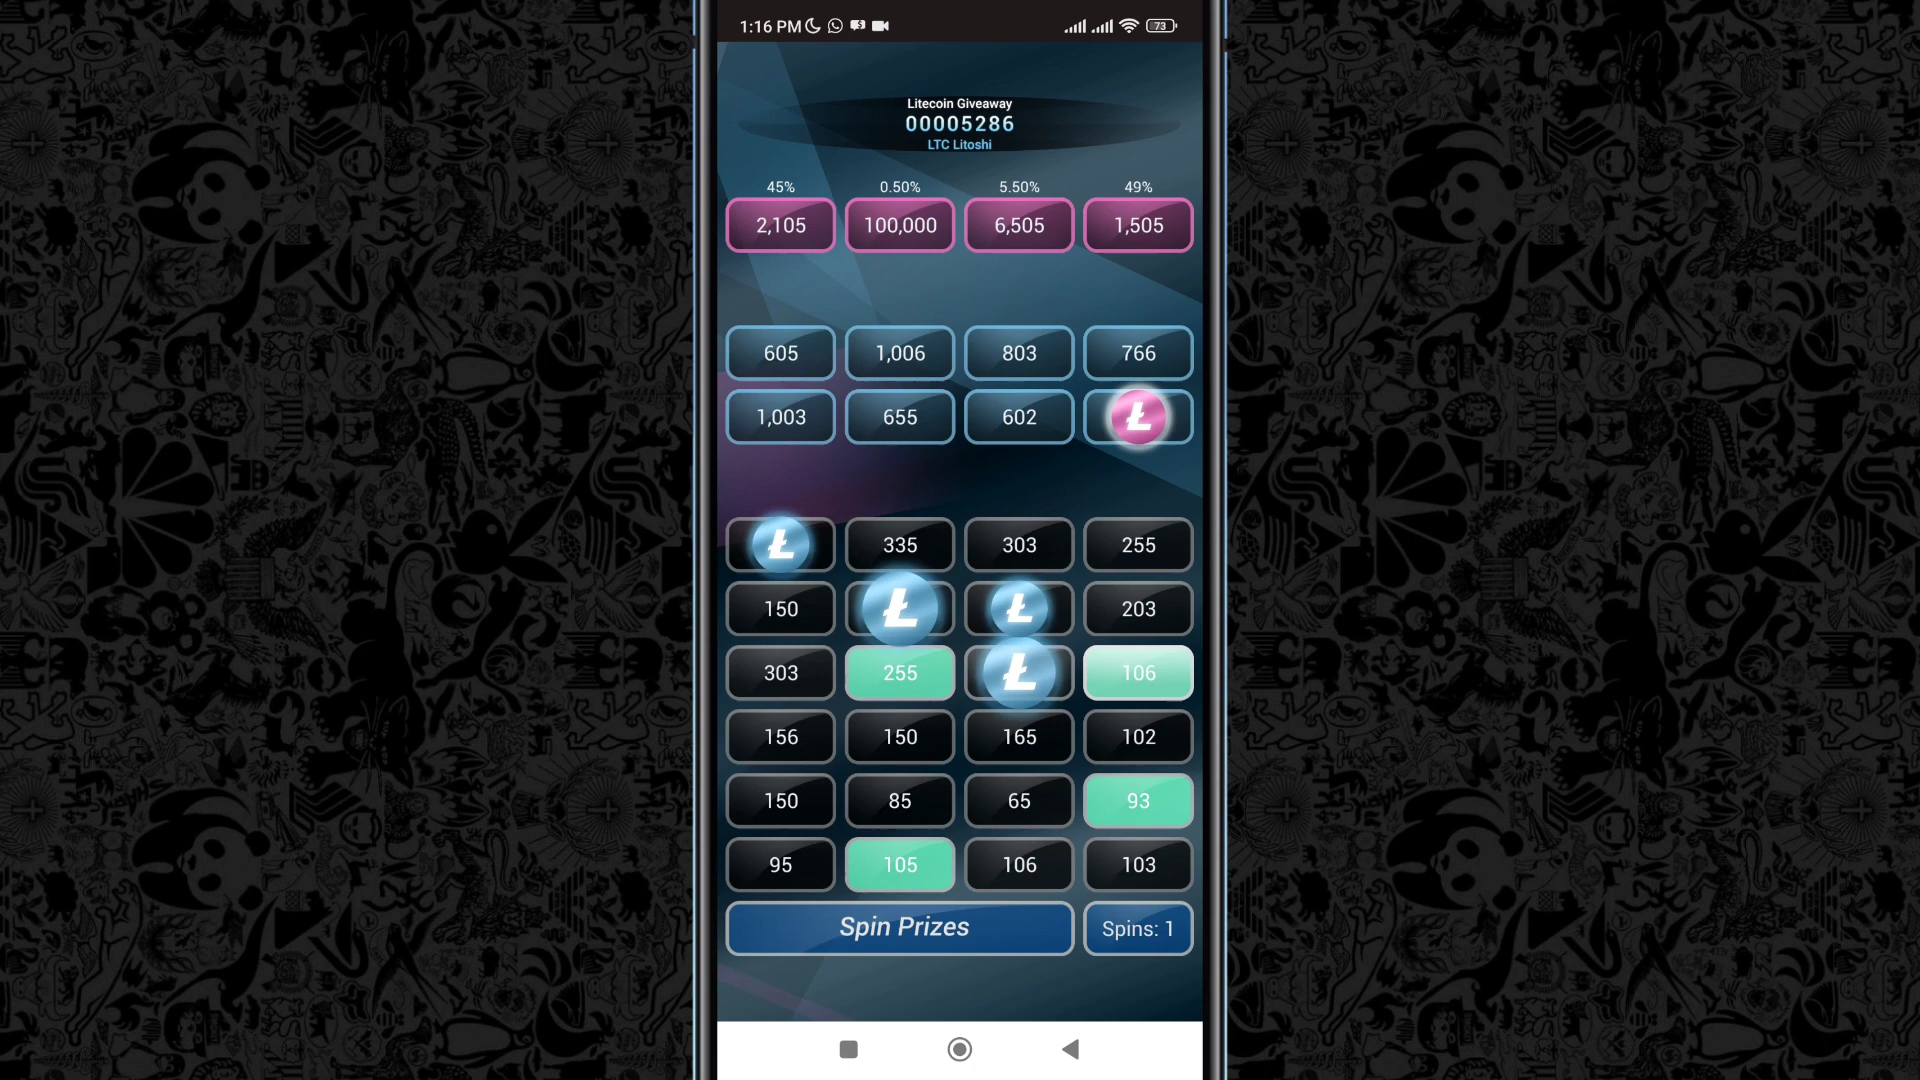 1:16 PM
73
Litecoin Giveaway
00005286
LTC Litoshi
45% 0.50% 5.50% 49%
2,105 100,000 6,505 1,505
605 1,006 803 766
1,003 655 602
335 303 255
150 203
303 255 106
156 150 165 102
150 85 65 93
95 105 106 103
Spin Prizes Spins: 1